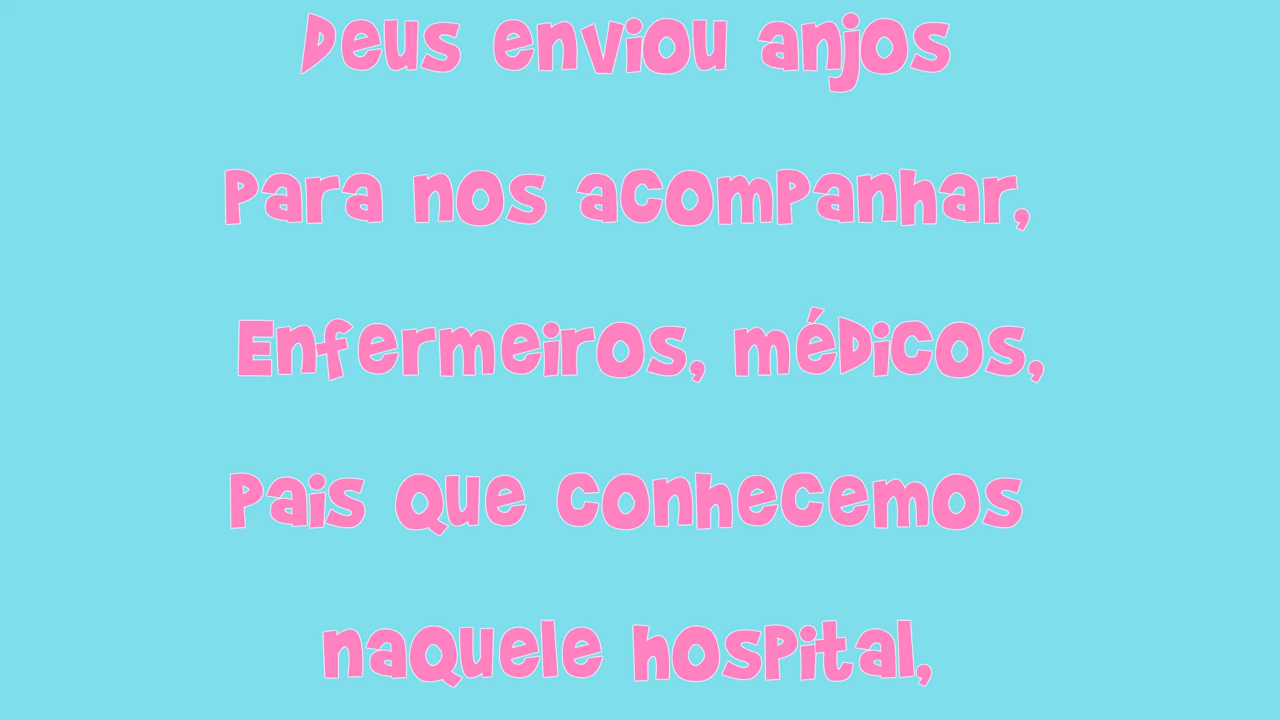 Deus enviou anjos
para nos acompanhar,
Enfermeiros, médicos,
pais que conhecemos
naquele hospital,